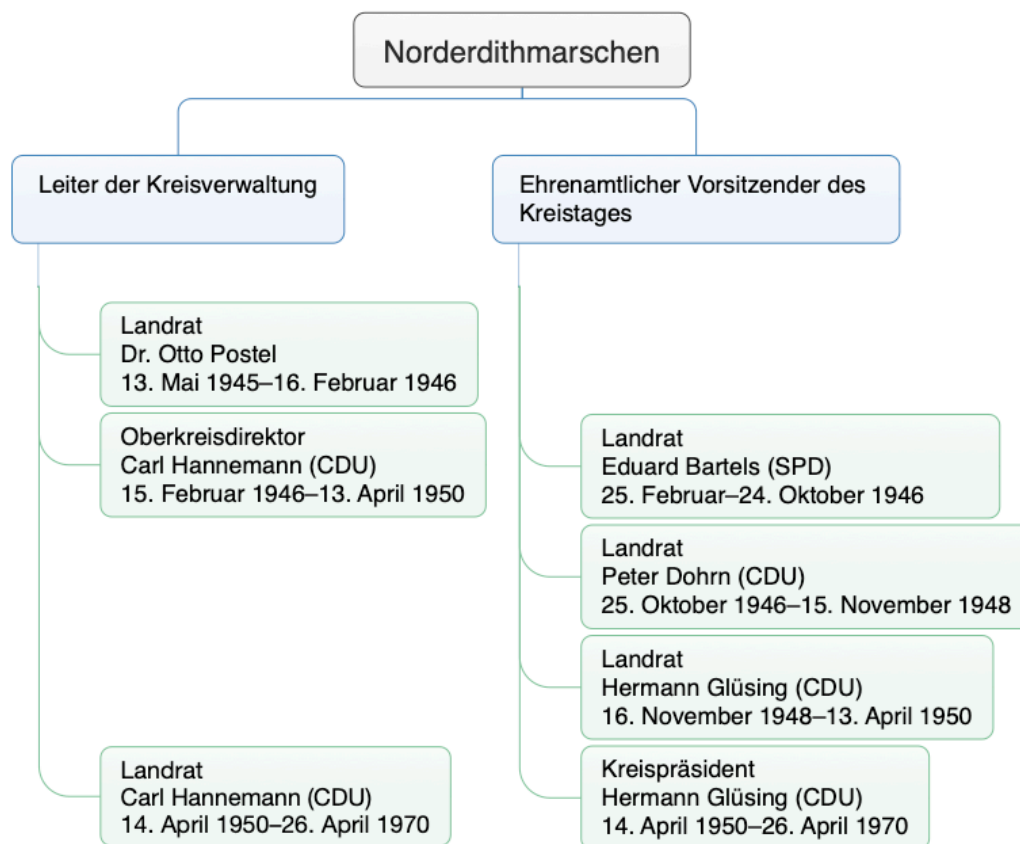 Norderdithmarschen
Leiter der Kreisverwaltung
Landrat
Dr. Otto Postel
13. Mai 1945–16. Februar 1946
Oberkreisdirektor
Carl Hannemann (CDU)
15. Februar 1946–13. April 1950
Landrat
Carl Hannemann (CDU)
14. April 1950–26. April 1970
Ehrenamtlicher Vorsitzender des
Kreistages
Landrat
Eduard Bartels (SPD)
25. Februar–24. Oktober 1946
Landrat
Peter Dohrn (CDU)
25. Oktober 1946–15. November 1948
Landrat
Hermann Glüsing (CDU)
16. November 1948–13. April 1950
Kreispräsident
Hermann Glüsing (CDU)
14. April 1950–26. April 1970